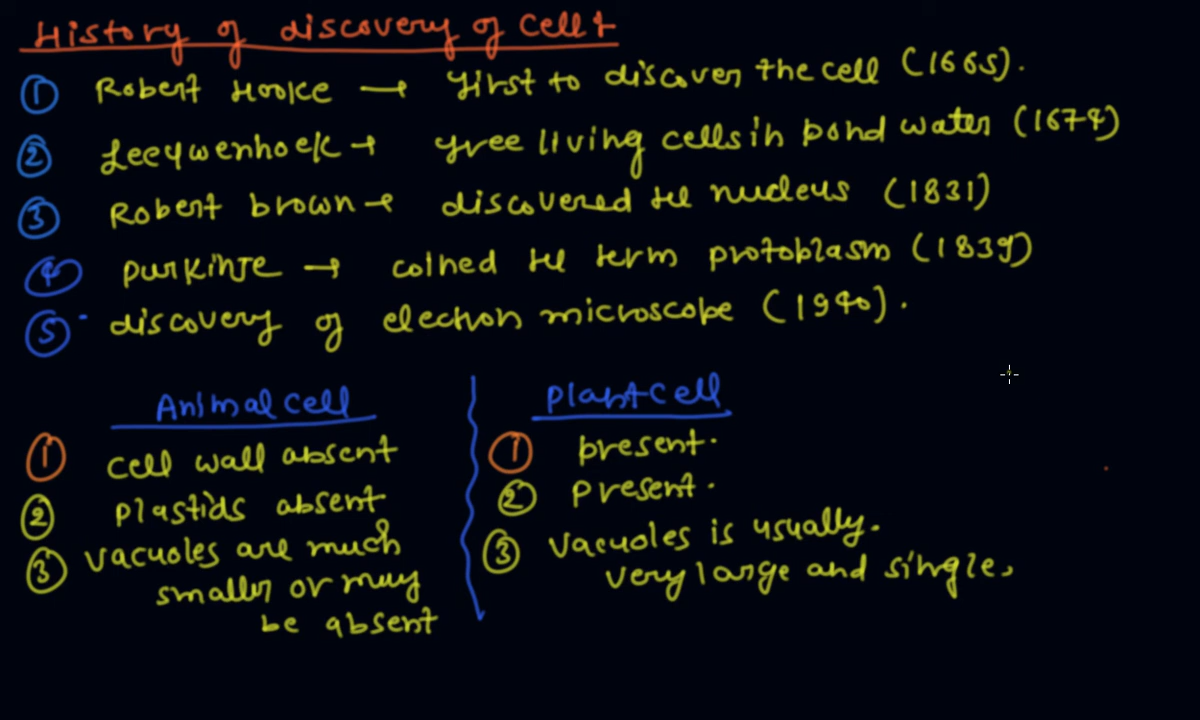 History of discovery of Cell:
① Robert Hooke → first to discover the cell (1665).
② Leeuwenhoek → free living cells in pond water (1674)
③ Robert brown → discovered the nucleus (1831)
④ Purkinje → coined the term protoplasm (1839)
⑤ discovery of electron microscope (1940).
Animal cell
① cell wall absent
② plastids absent
③ vacuoles are much
smaller or may
be absent
Plant cell
① present.
② present.
③ vacuoles is usually.
very large and single.